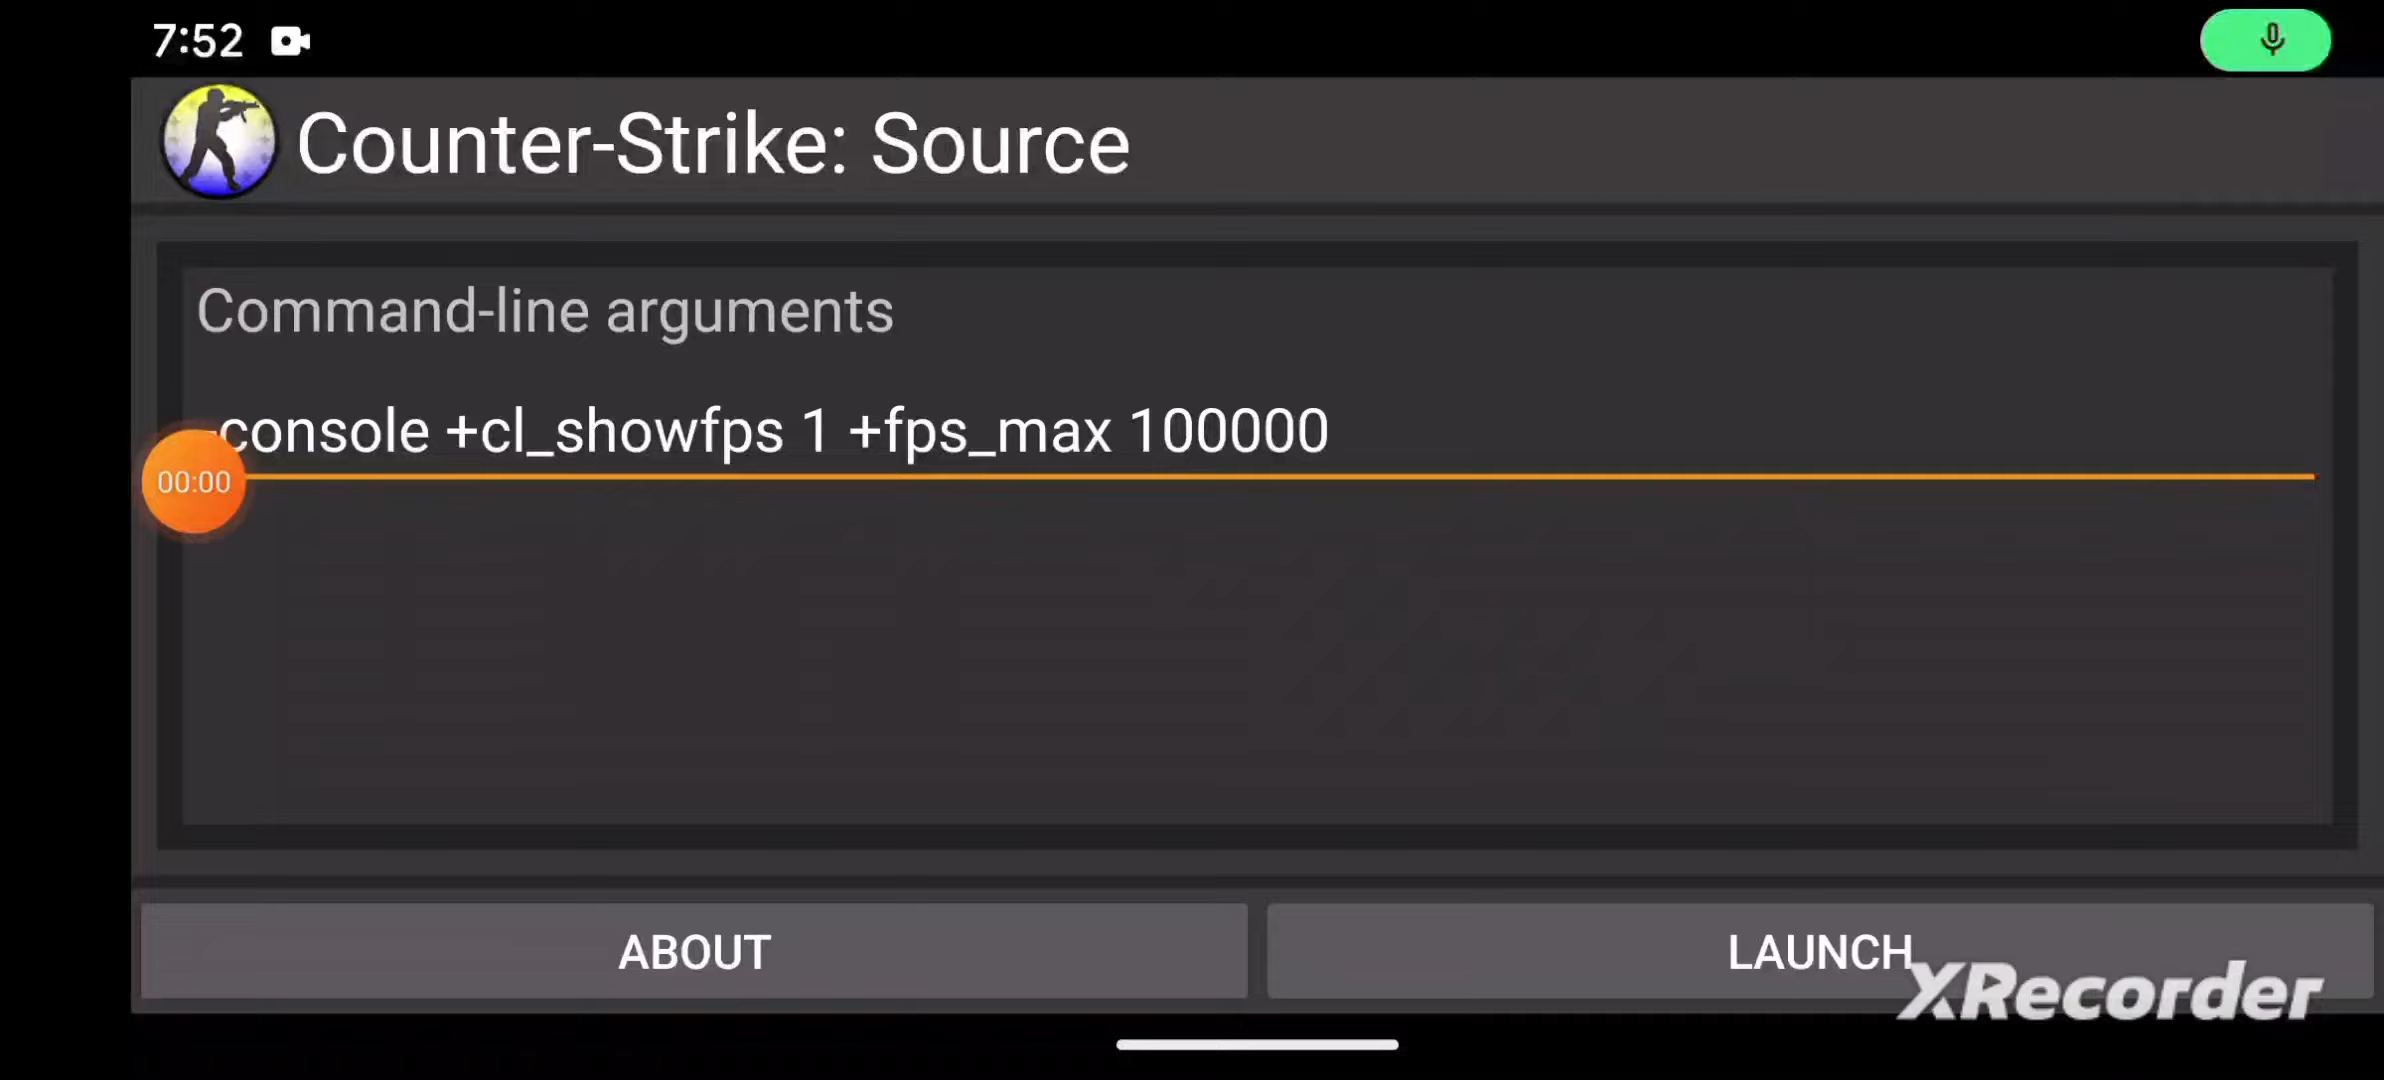 7:52
Counter-Strike: Source
Command-line arguments
-console +cl_showfps 1 +fps_max 100000
00:00
ABOUT
LAUNCH
XRecorder